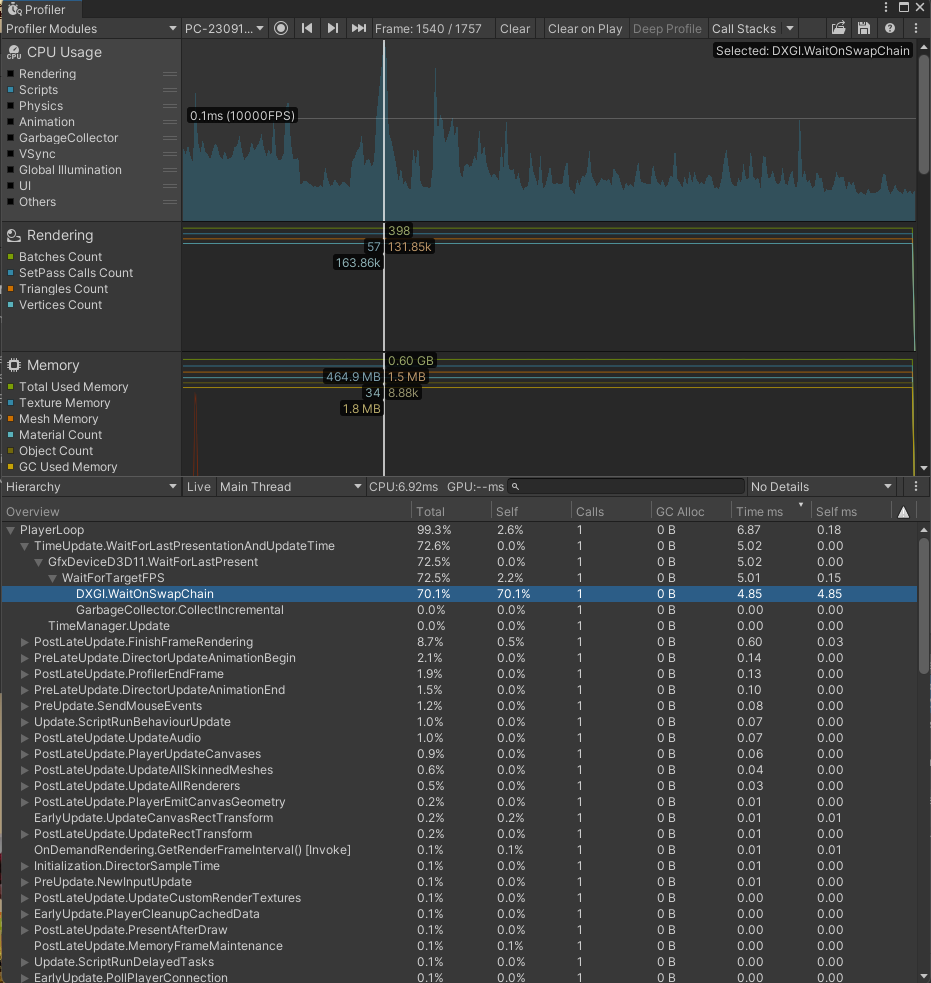 Profiler
Profiler Modules PC-23091... Frame: 1540 / 1757 Clear Clear on Play Deep Profile Call Stacks
CPU Usage
Selected: DXGI.WaitOnSwapChain
Rendering
Scripts
Physics
Animation
GarbageCollector
VSync
Global Illumination
UI
Others
0.1ms (10000FPS)
Rendering
Batches Count
SetPass Calls Count
Triangles Count
Vertices Count
398
57 131.85k
163.86k
Memory
Total Used Memory
Texture Memory
Mesh Memory
Material Count
Object Count
GC Used Memory
0.60 GB
464.9 MB 1.5 MB
34 8.88k
1.8 MB
Hierarchy Live Main Thread CPU:6.92ms GPU:--ms No Details
Overview Total Self Calls GC Alloc Time ms Self ms
PlayerLoop 99.3% 2.6% 1 0 B 6.87 0.18
TimeUpdate.WaitForLastPresentationAndUpdateTime 72.6% 0.0% 1 0 B 5.02 0.00
GfxDeviceD3D11.WaitForLastPresent 72.5% 0.0% 1 0 B 5.02 0.00
WaitForTargetFPS 72.5% 2.2% 1 0 B 5.01 0.15
DXGI.WaitOnSwapChain 70.1% 70.1% 1 0 B 4.85 4.85
GarbageCollector.CollectIncremental 0.0% 0.0% 1 0 B 0.00 0.00
TimeManager.Update 0.0% 0.0% 1 0 B 0.00 0.00
PostLateUpdate.FinishFrameRendering 8.7% 0.5% 1 0 B 0.60 0.03
PreLateUpdate.DirectorUpdateAnimationBegin 2.1% 0.0% 1 0 B 0.14 0.00
PostLateUpdate.ProfilerEndFrame 1.9% 0.0% 1 0 B 0.13 0.00
PreLateUpdate.DirectorUpdateAnimationEnd 1.5% 0.0% 1 0 B 0.10 0.00
PreUpdate.SendMouseEvents 1.2% 0.0% 1 0 B 0.08 0.00
Update.ScriptRunBehaviourUpdate 1.0% 0.0% 1 0 B 0.07 0.00
PostLateUpdate.UpdateAudio 1.0% 0.0% 1 0 B 0.07 0.00
PostLateUpdate.PlayerUpdateCanvases 0.9% 0.0% 1 0 B 0.06 0.00
PostLateUpdate.UpdateAllSkinnedMeshes 0.6% 0.0% 1 0 B 0.04 0.00
PostLateUpdate.UpdateAllRenderers 0.5% 0.0% 1 0 B 0.03 0.00
PostLateUpdate.PlayerEmitCanvasGeometry 0.2% 0.0% 1 0 B 0.01 0.00
EarlyUpdate.UpdateCanvasRectTransform 0.2% 0.2% 1 0 B 0.01 0.01
PostLateUpdate.UpdateRectTransform 0.2% 0.0% 1 0 B 0.01 0.00
OnDemandRendering.GetRenderFrameInterval() [Invoke] 0.1% 0.1% 1 0 B 0.01 0.01
Initialization.DirectorSampleTime 0.1% 0.0% 1 0 B 0.01 0.00
PreUpdate.NewInputUpdate 0.1% 0.0% 1 0 B 0.01 0.00
PostLateUpdate.UpdateCustomRenderTextures 0.1% 0.0% 1 0 B 0.00 0.00
EarlyUpdate.PlayerCleanupCachedData 0.1% 0.0% 1 0 B 0.00 0.00
PostLateUpdate.PresentAfterDraw 0.1% 0.0% 1 0 B 0.00 0.00
PostLateUpdate.MemoryFrameMaintenance 0.1% 0.1% 1 0 B 0.00 0.00
Update.ScriptRunDelayedTasks 0.1% 0.0% 1 0 B 0.00 0.00
EarlyUpdate.PollPlayerConnection 0.1% 0.0% 1 0 B 0.00 0.00